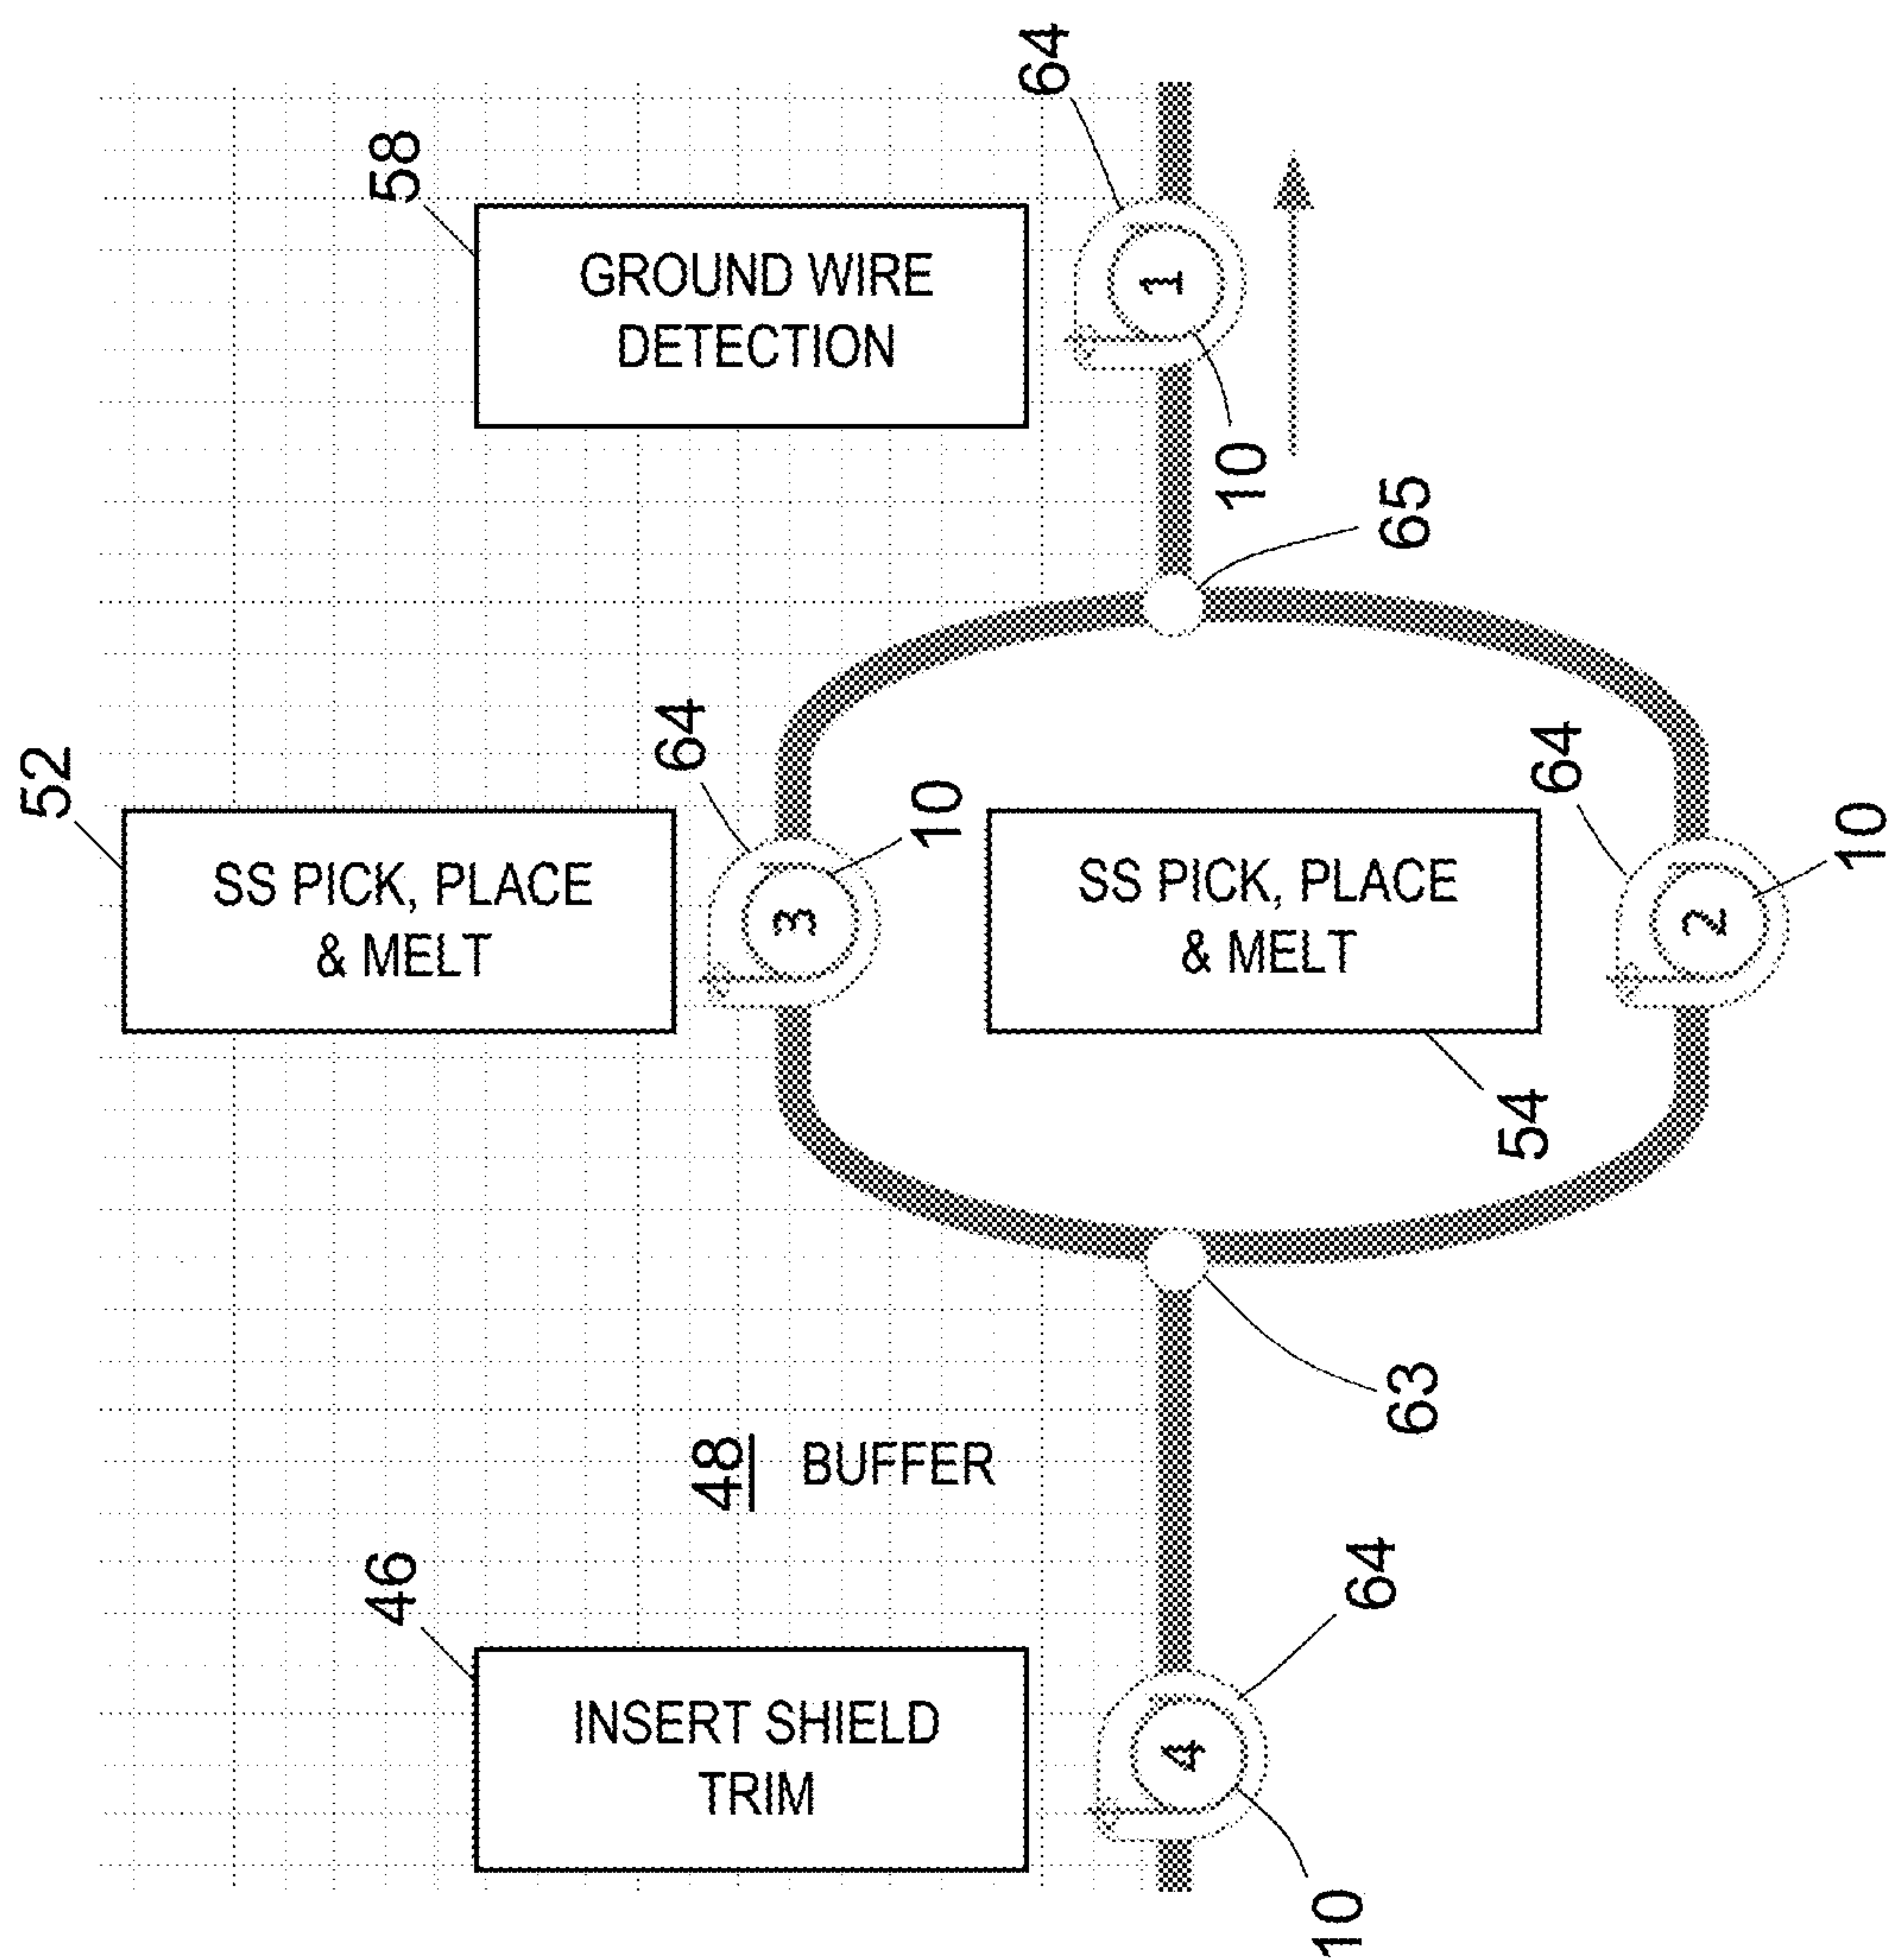 64
58
GROUND WIRE
DETECTION
1
10
65
52
64
10
SS PICK, PLACE
& MELT
3
SS PICK, PLACE
& MELT
64
10
2
54
63
48 BUFFER
46
64
INSERT SHIELD
TRIM
4
10